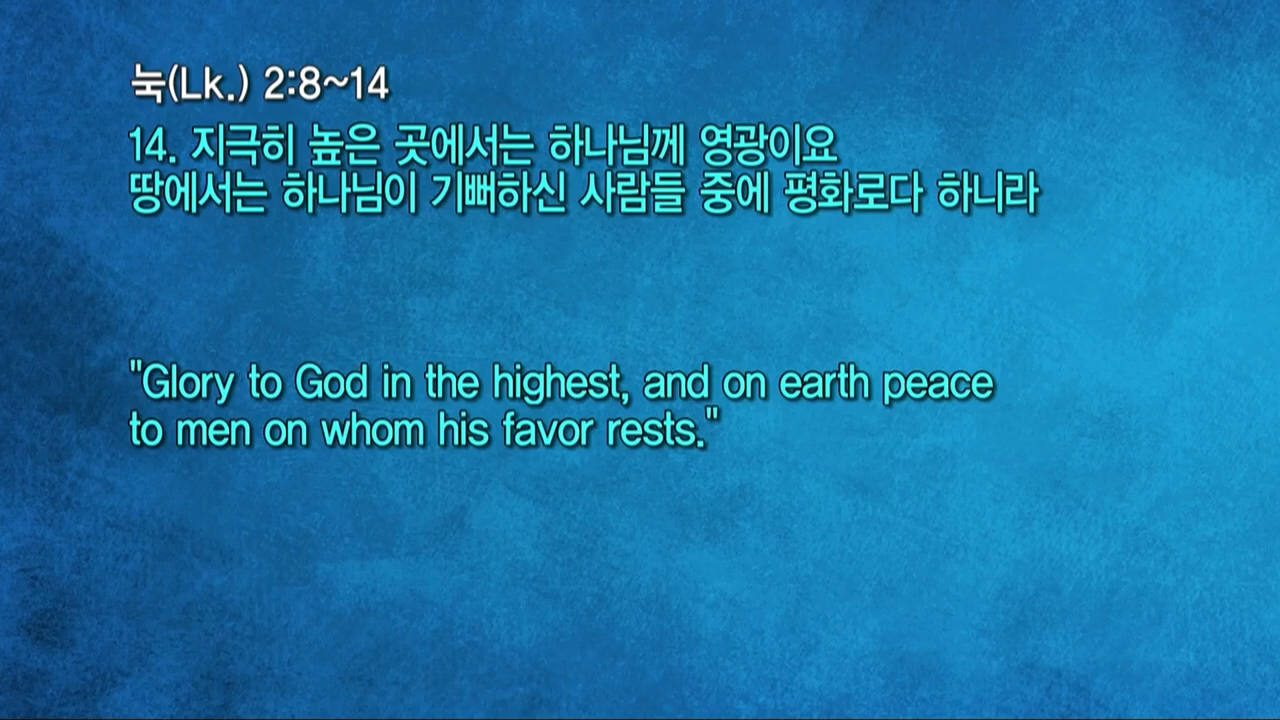 눅(Lk.) 2:8~14
14. 지극히 높은 곳에서는 하나님께 영광이요
땅에서는 하나님이 기뻐하신 사람들 중에 평화로다 하니라
"Glory to God in the highest, and on earth peace
to men on whom his favor rests."